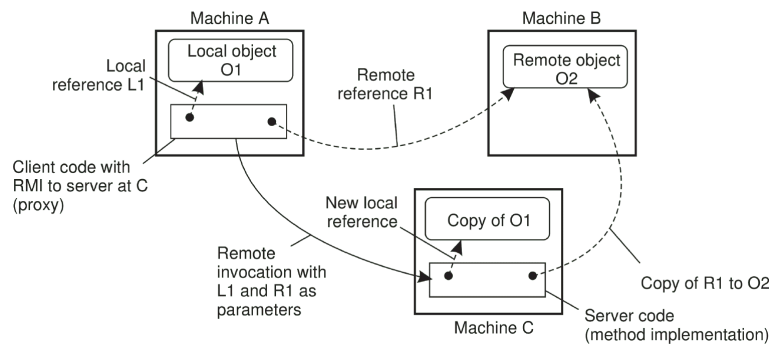 Machine A
Machine B
Local object
O1
Remote object
O2
Local
reference L1
Remote
reference R1
Client code with
RMI to server at C
(proxy)
New local
reference
Copy of O1
Remote
invocation with
L1 and R1 as
parameters
Copy of R1 to O2
Server code
(method implementation)
Machine C